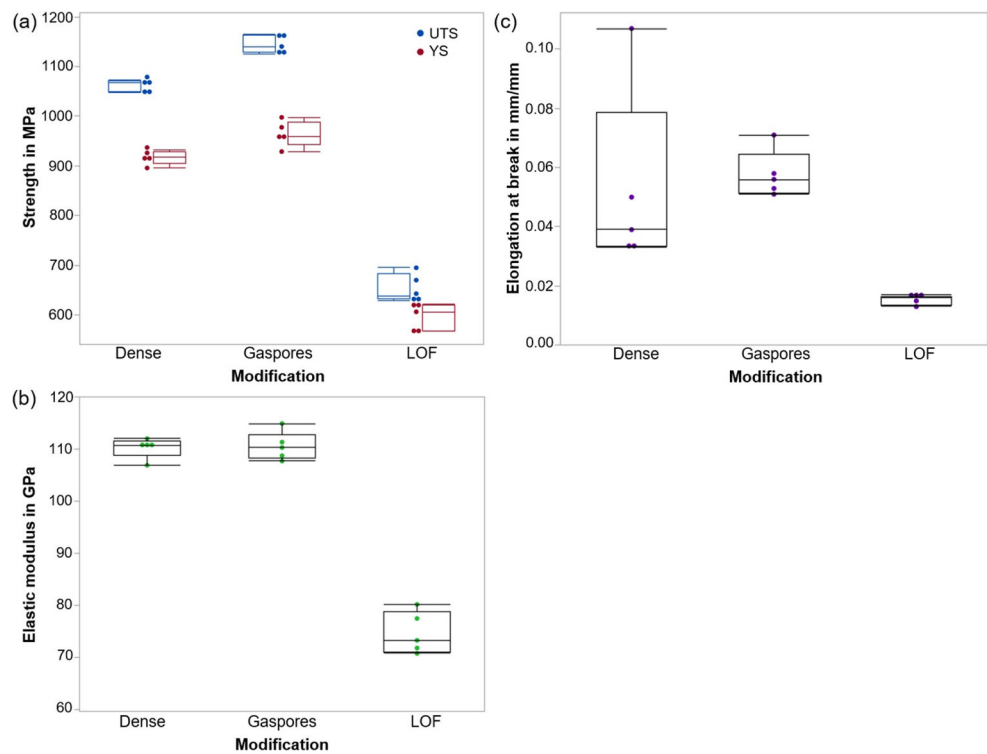 (a)
Strength in MPa
1200
1100
1000
900
800
700
600
UTS
YS
Dense Gaspores LOF
Modification
(c)
Elongation at break in mm/mm
0.10
0.08
0.06
0.04
0.02
0.00
Dense Gaspores LOF
Modification
(b)
Elastic modulus in GPa
120
110
100
90
80
70
60
Dense Gaspores LOF
Modification